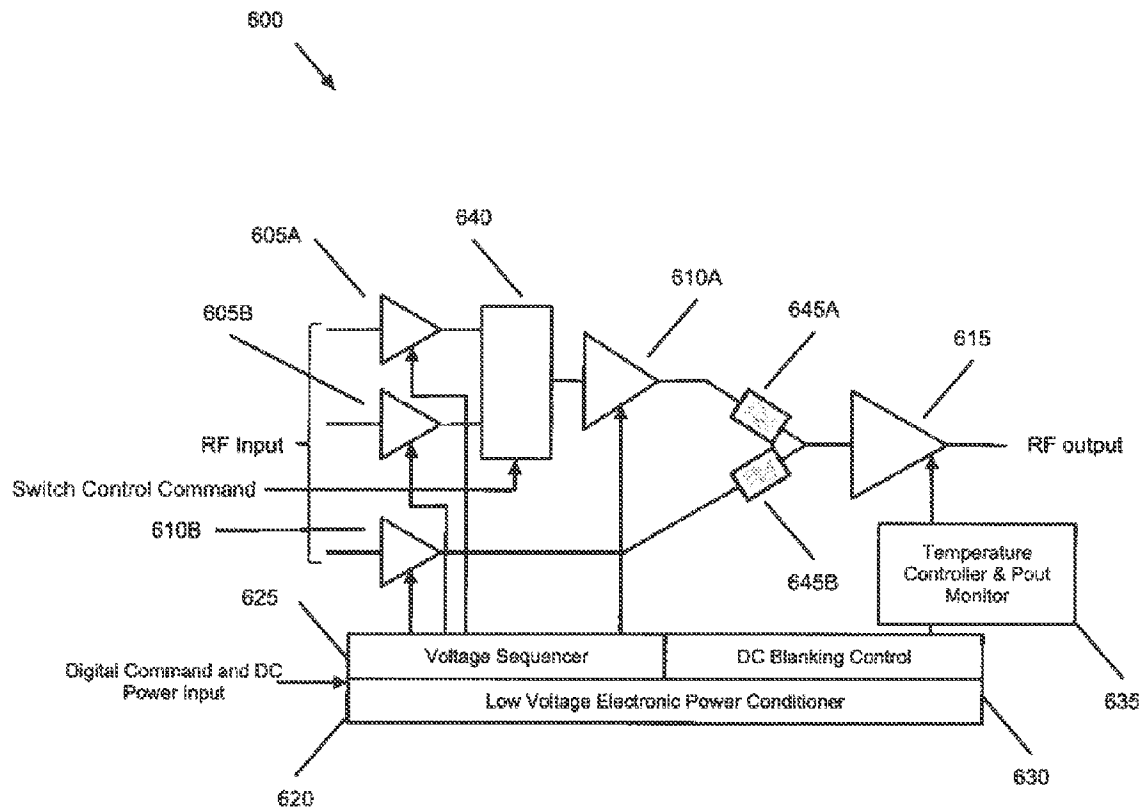 600
640
605A
610A
645A
605B
615
RF Input
RF output
Switch Control Command
610B
645B
Temperature
Controller & Pout
Monitor
625
Voltage Sequencer
DC Blanking Control
Digital Command and DC
Power Input
Low Voltage Electronic Power Conditioner
635
620
630